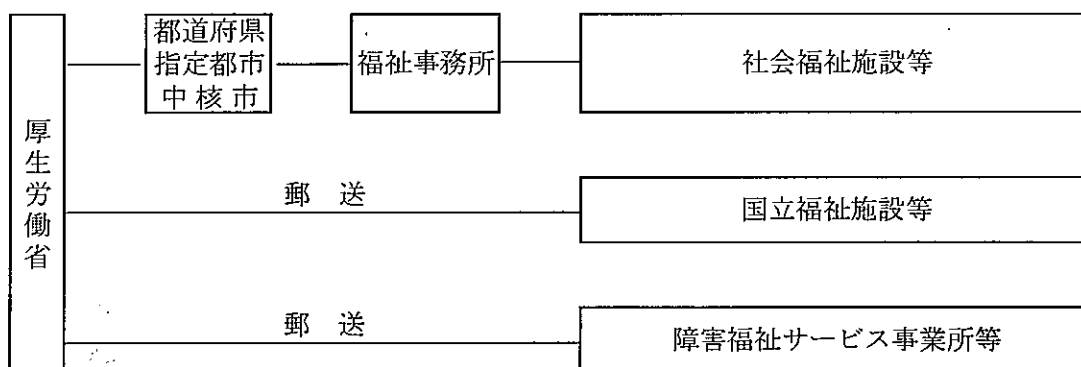 都道府県
指定都市
中核市
福祉事務所
社会福祉施設等
厚生労働省
郵送
国立福祉施設等
郵送
障害福祉サービス事業所等